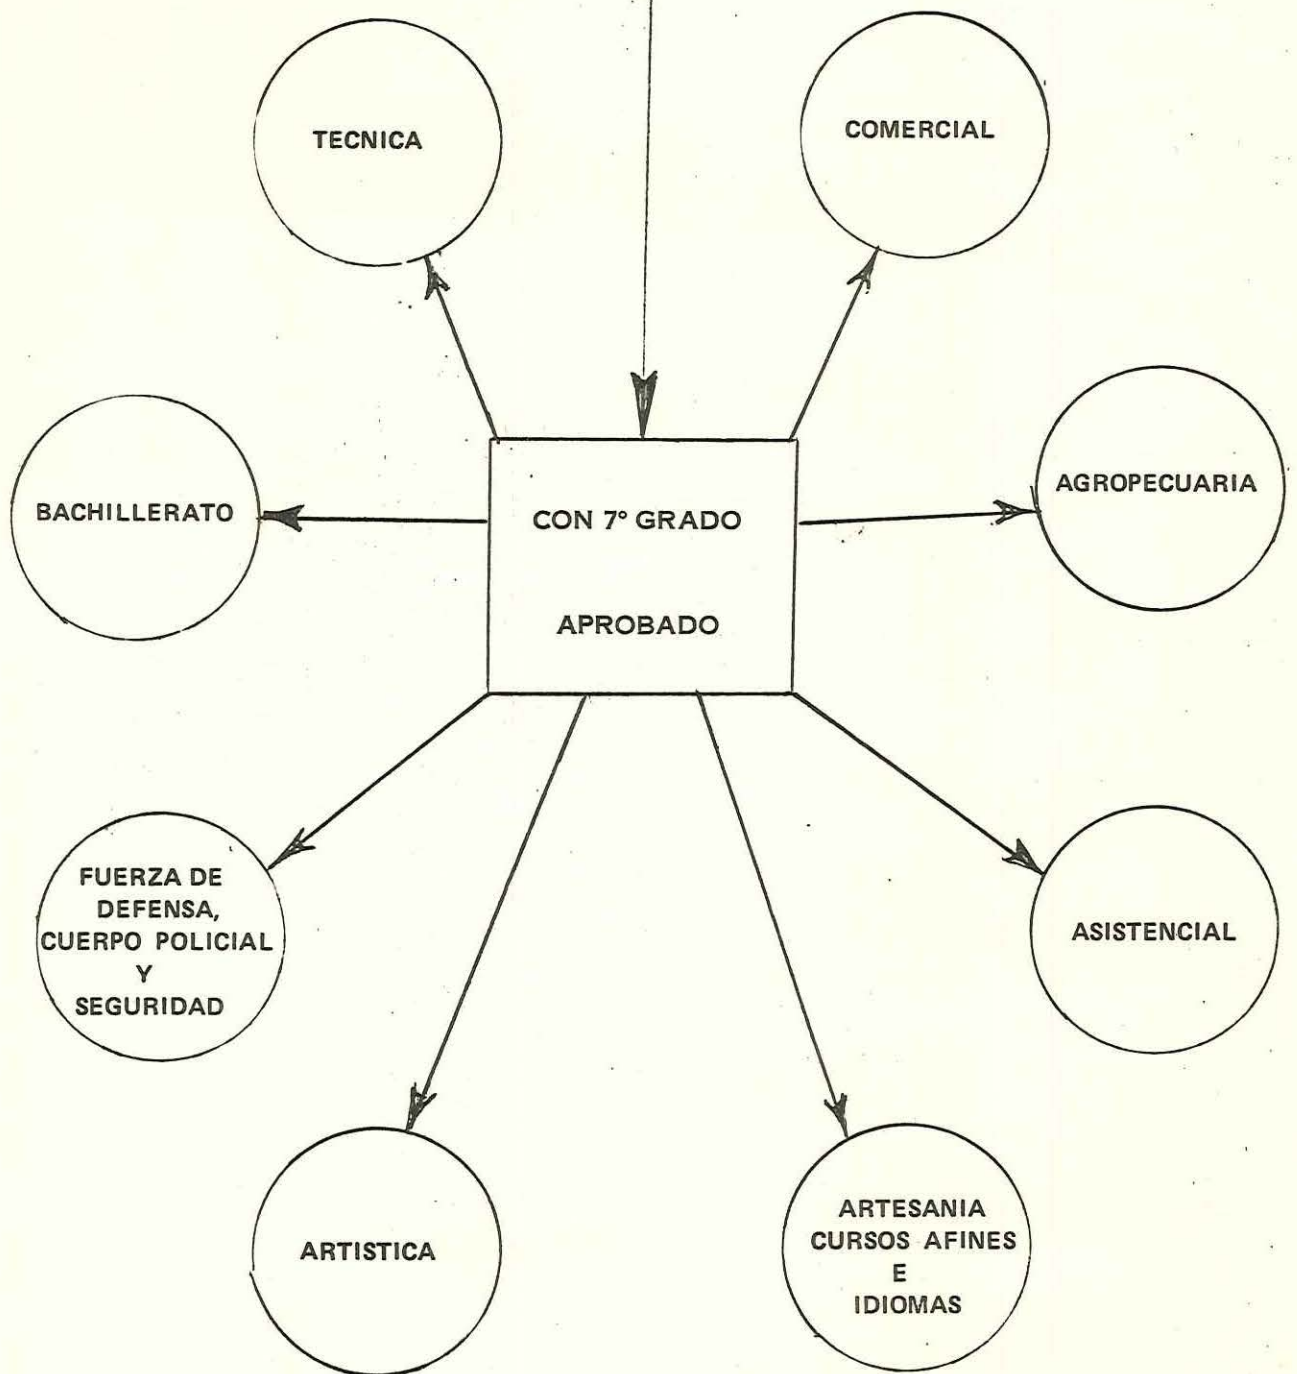 TECNICA
COMERCIAL
BACHILLERATO
CON 7° GRADO
APROBADO
AGROPECUARIA
FUERZA DE
DEFENSA,
CUERPO POLICIAL
Y
SEGURIDAD
ASISTENCIAL
ARTISTICA
ARTESANIA
CURSOS AFINES
E
IDIOMAS